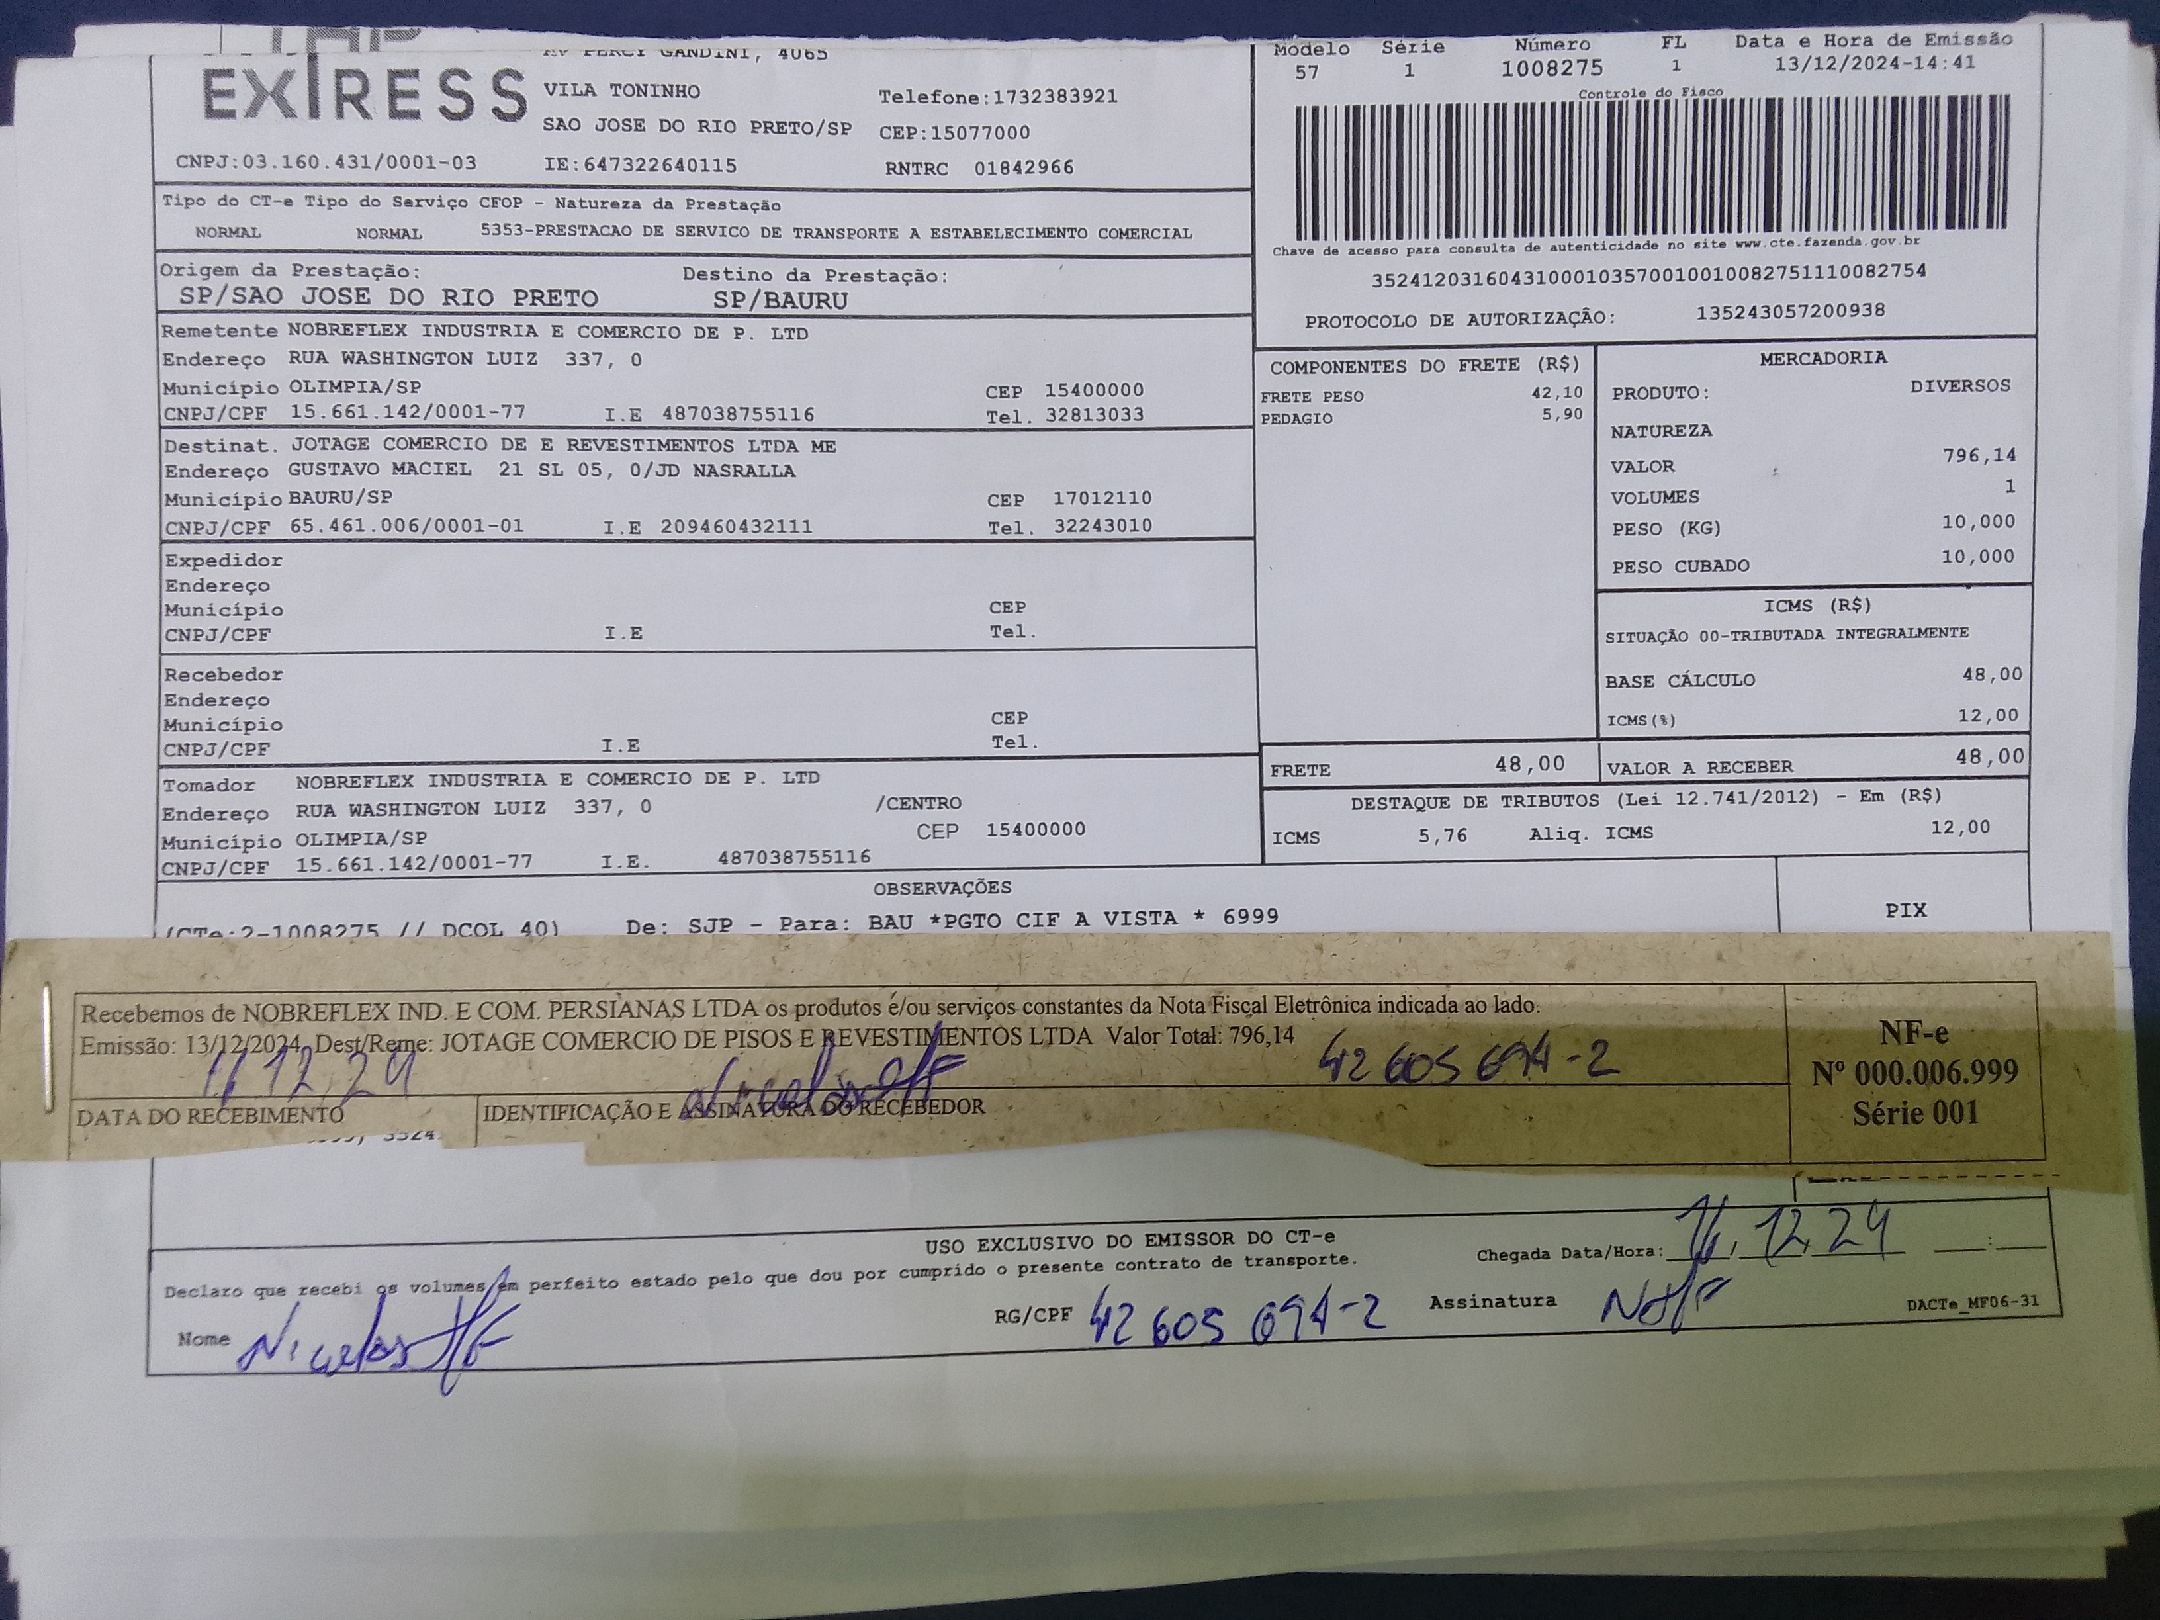 EXPRESS
AV PERCI GANDINI, 4065
VILA TONINHO Telefone:1732383921
SAO JOSE DO RIO PRETO/SP CEP:15077000
CNPJ:03.160.431/0001-03 IE:647322640115 RNTRC 01842966
Modelo Série Número FL Data e Hora de Emissão
57 1 1008275 1 13/12/2024-14:41
Controle do Fisco
Chave de acesso para consulta de autenticidade no site www.cte.fazenda.gov.br
35241203160431000103570010010082751110082754
PROTOCOLO DE AUTORIZAÇÃO: 135243057200938
Tipo do CT-e Tipo do Serviço CFOP - Natureza da Prestação
NORMAL NORMAL 5353-PRESTACAO DE SERVICO DE TRANSPORTE A ESTABELECIMENTO COMERCIAL
Origem da Prestação: Destino da Prestação:
SP/SAO JOSE DO RIO PRETO SP/BAURU
Remetente NOBREFLEX INDUSTRIA E COMERCIO DE P. LTD
Endereço RUA WASHINGTON LUIZ 337, 0
Município OLIMPIA/SP CEP 15400000
CNPJ/CPF 15.661.142/0001-77 I.E 487038755116 Tel. 32813033
Destinat. JOTAGE COMERCIO DE E REVESTIMENTOS LTDA ME
Endereço GUSTAVO MACIEL 21 SL 05, 0/JD NASRALLA
Município BAURU/SP CEP 17012110
CNPJ/CPF 65.461.006/0001-01 I.E 209460432111 Tel. 32243010
Expedidor
Endereço
Município CEP
CNPJ/CPF I.E Tel.
Recebedor
Endereço
Município CEP
CNPJ/CPF I.E Tel.
Tomador NOBREFLEX INDUSTRIA E COMERCIO DE P. LTD
Endereço RUA WASHINGTON LUIZ 337, 0 /CENTRO
Município OLIMPIA/SP CEP 15400000
CNPJ/CPF 15.661.142/0001-77 I.E. 487038755116
COMPONENTES DO FRETE (R$)
FRETE PESO 42,10
PEDAGIO 5,90
MERCADORIA
PRODUTO: DIVERSOS
NATUREZA
VALOR 796,14
VOLUMES 1
PESO (KG) 10,000
PESO CUBADO 10,000
ICMS (R$)
SITUAÇÃO 00-TRIBUTADA INTEGRALMENTE
BASE CÁLCULO 48,00
ICMS(%) 12,00
FRETE 48,00 VALOR A RECEBER 48,00
DESTAQUE DE TRIBUTOS (Lei 12.741/2012) - Em (R$)
ICMS 5,76 Aliq. ICMS 12,00
OBSERVAÇÕES
(CTe:2-1008275 // DCOL 40) De: SJP - Para: BAU *PGTO CIF A VISTA * 6999
PIX
Recebemos de NOBREFLEX IND. E COM. PERSIANAS LTDA os produtos é/ou serviços constantes da Nota Fiscal Eletrônica indicada ao lado.
Emissão: 13/12/2024 Dest/Reme: JOTAGE COMERCIO DE PISOS E REVESTIMENTOS LTDA Valor Total: 796,14
16 12 24 42 605 694-2
DATA DO RECEBIMENTO IDENTIFICAÇÃO E ASSINATURA DO RECEBEDOR
NF-e
Nº 000.006.999
Série 001
USO EXCLUSIVO DO EMISSOR DO CT-e
Declaro que recebi os volumes em perfeito estado pelo que dou por cumprido o presente contrato de transporte.
Chegada Data/Hora: 16, 12, 24 :
Nome Nicolas RG/CPF 42 605 694-2 Assinatura
DACTe_MF06-31